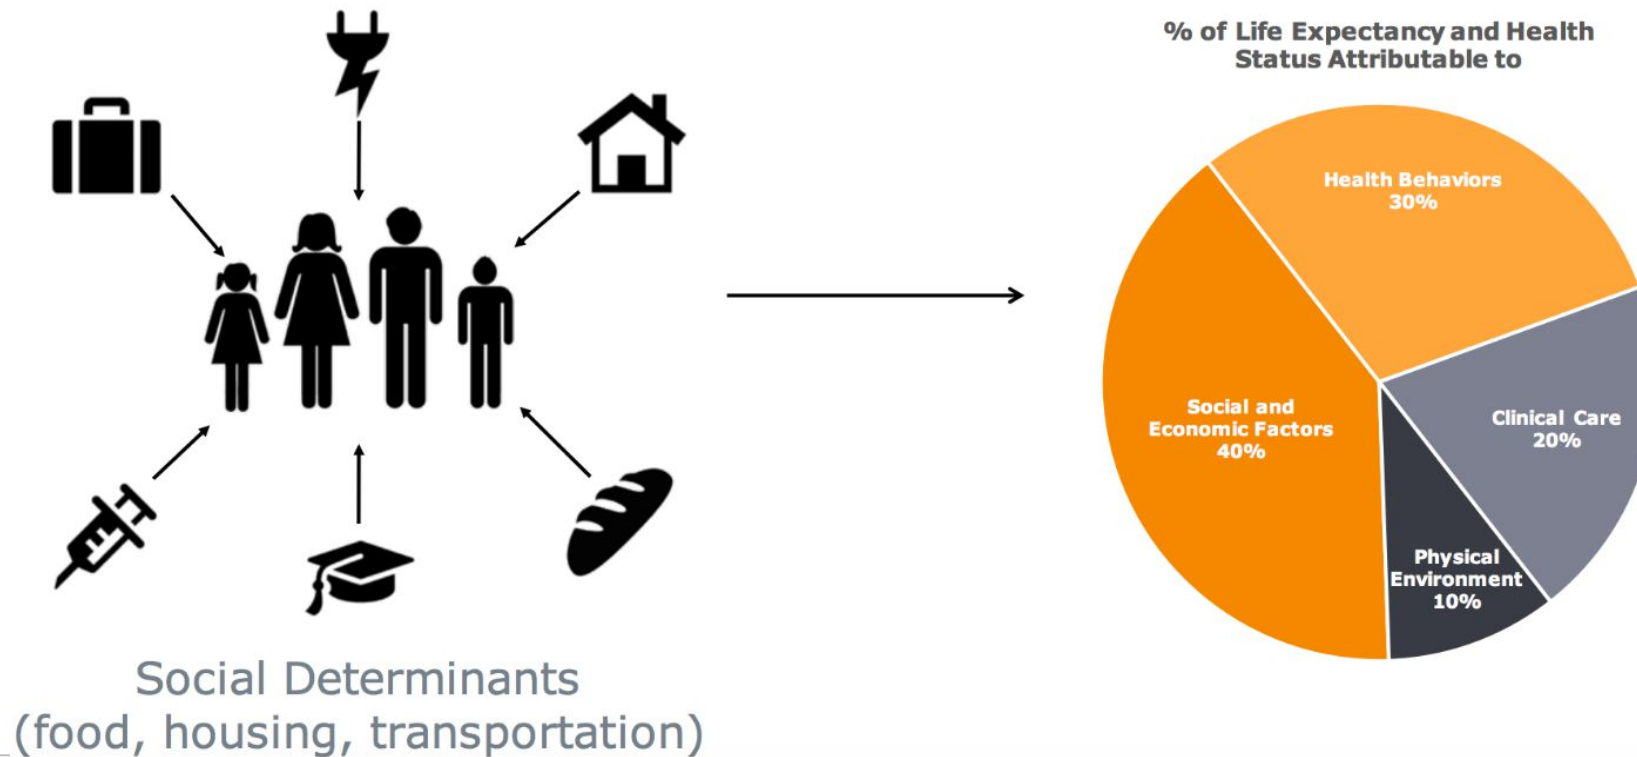 % of Life Expectancy and Health
Status Attributable to
Health Behaviors
30%
Social and
Economic Factors
40%
Clinical Care
20%
Physical
Environment
10%
Social Determinants
(food, housing, transportation)